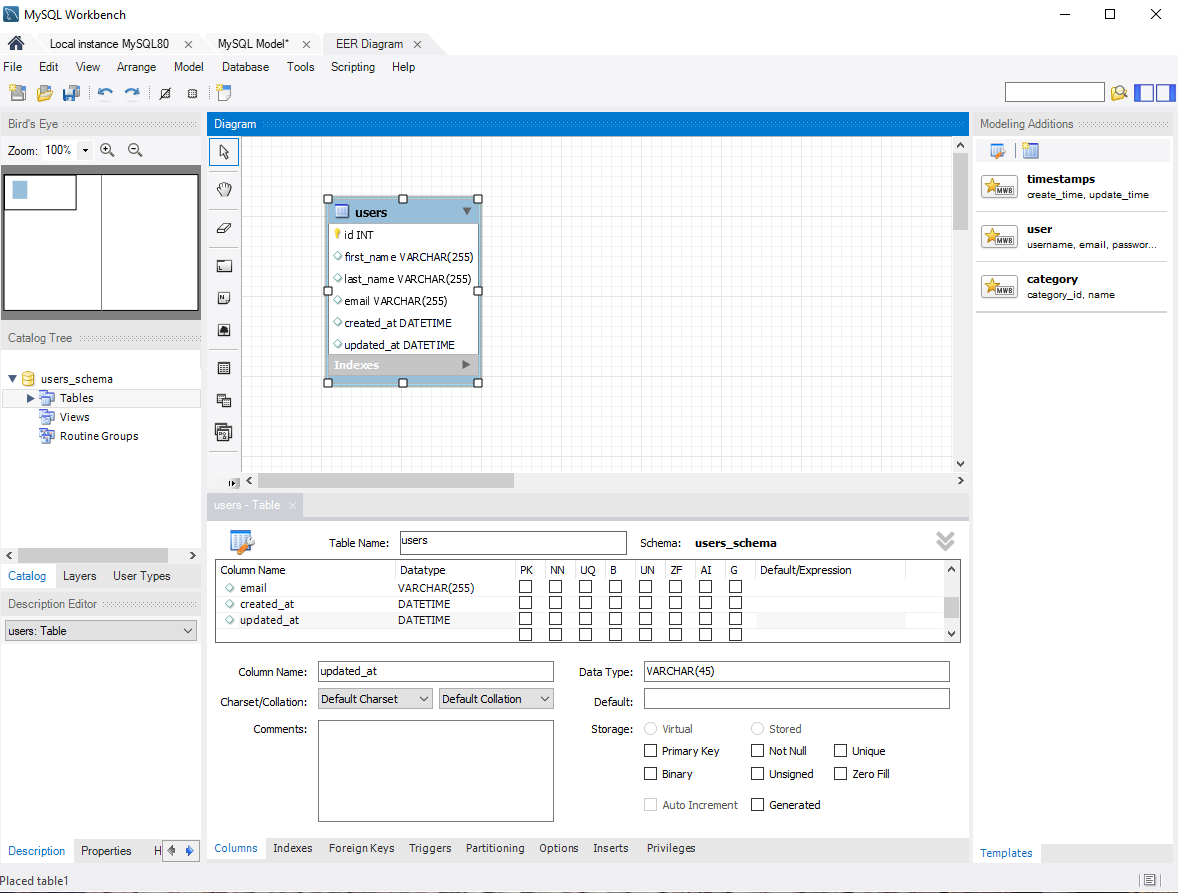 MySQL Workbench
Local instance MySQL80
MySQL Model*
EER Diagram
File Edit View Arrange Model Database Tools Scripting Help
Bird's Eye
Zoom: 100%
Catalog Tree
users_schema
Tables
Views
Routine Groups
Catalog Layers User Types
Description Editor
users: Table
Description Properties H
Diagram
users
id INT
first_name VARCHAR(255)
last_name VARCHAR(255)
email VARCHAR(255)
created_at DATETIME
updated_at DATETIME
Indexes
users - Table
Table Name: users Schema: users_schema
Column Name Datatype PK NN UQ B UN ZF AI G Default/Expression
email VARCHAR(255)
created_at DATETIME
updated_at DATETIME
Column Name: updated_at Data Type: VARCHAR(45)
Charset/Collation: Default Charset Default Collation Default:
Comments: Storage: Virtual Stored
Primary Key Not Null Unique
Binary Unsigned Zero Fill
Auto Increment Generated
Columns Indexes Foreign Keys Triggers Partitioning Options Inserts Privileges
Modeling Additions
MWB
timestamps
create_time, update_time
MWB
user
username, email, passwor...
MWB
category
category_id, name
Templates
Placed table1